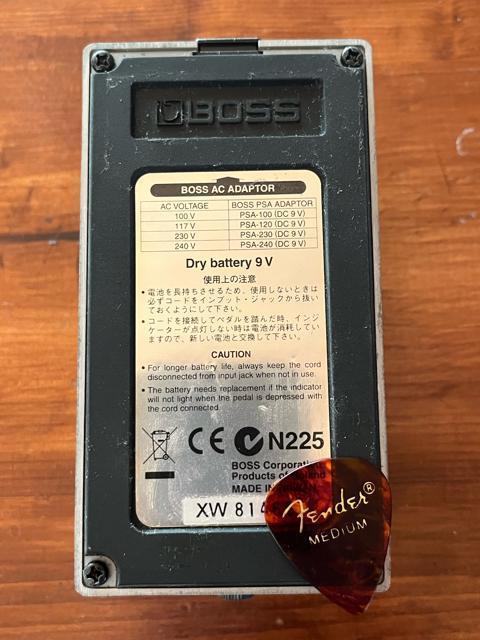 BOSS
BOSS AC ADAPTOR
AC VOLTAGE BOSS PSA ADAPTOR
100 V PSA-100 (DC 9 V)
117 V PSA-120 (DC 9 V)
230 V PSA-230 (DC 9 V)
240 V PSA-240 (DC 9 V)
Dry battery 9 V
使用上の注意
・電池を長持ちさせるため、使用しないときは
必ずコードをインプット・ジャックから抜い
ておくようにして下さい。
・コードを接続してペダルを踏んだ時、インジ
ケーターが点灯しない時は電池が消耗してい
ますので、新しい電池と交換して下さい。
CAUTION
・For longer battery life, always keep the cord
disconnected from input jack when not in use.
・The battery needs replacement if the indicator
will not light when the pedal is depressed with
the cord connected.
CE N225
BOSS Corporation
Products of
MADE IN
XW 814
Fender®
MEDIUM